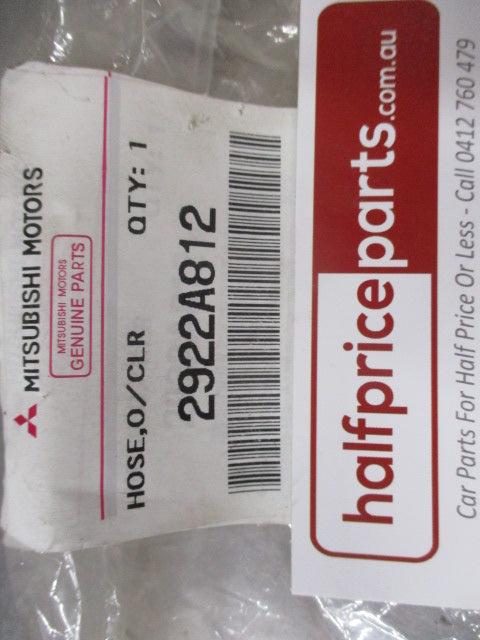 MITSUBISHI MOTORS
MITSUBISHI MOTORS
GENUINE PARTS
HOSE,O/CLR QTY: 1
2922A812
halfpriceparts.com.au
Car Parts For Half Price Or Less - Call 0412 760 479